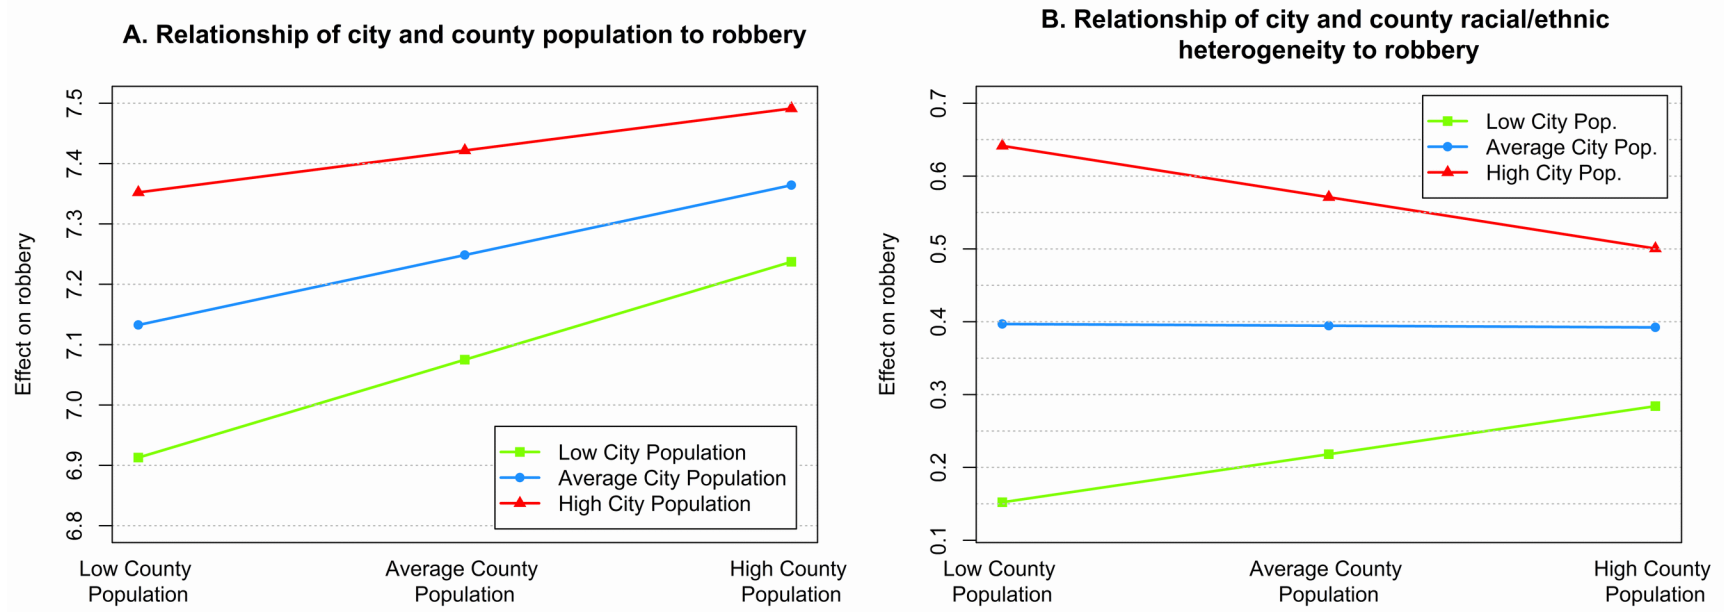 A. Relationship of city and county population to robbery
Effect on robbery
7.5
7.4
7.3
7.2
7.1
7.0
6.9
6.8
Low City Population
Average City Population
High City Population
Low County
Population
Average County
Population
High County
Population
B. Relationship of city and county racial/ethnic
heterogeneity to robbery
Effect on robbery
0.7
0.6
0.5
0.4
0.3
0.2
0.1
Low City Pop.
Average City Pop.
High City Pop.
Low County
Population
Average County
Population
High County
Population